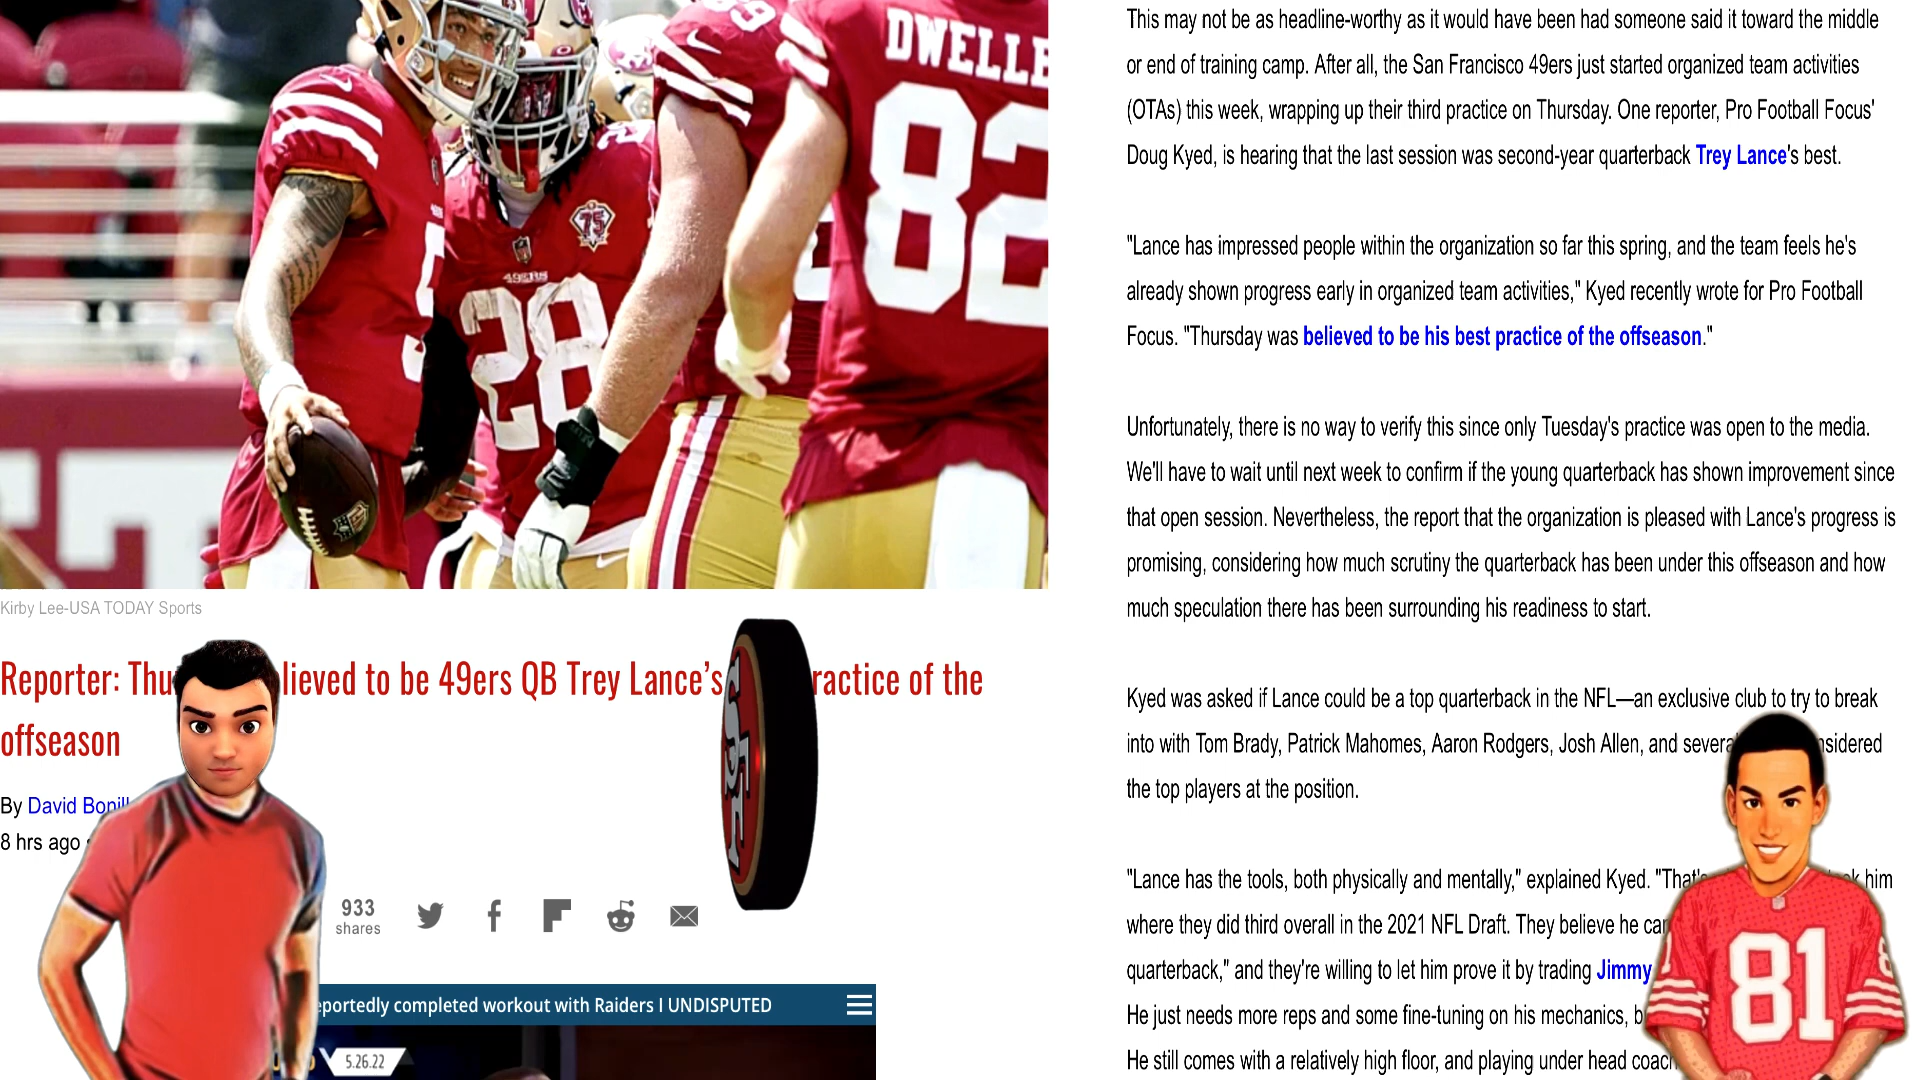 DWELLE
82
75
49ERS
28
5
Kirby Lee-USA TODAY Sports
Reporter: Thu lieved to be 49ers QB Trey Lance's ractice of the
offseason
By David Bonill
8 hrs ago
933
shares
eportedly completed workout with Raiders I UNDISPUTED
5.26.22
SF
This may not be as headline-worthy as it would have been had someone said it toward the middle
or end of training camp. After all, the San Francisco 49ers just started organized team activities
(OTAs) this week, wrapping up their third practice on Thursday. One reporter, Pro Football Focus'
Doug Kyed, is hearing that the last session was second-year quarterback Trey Lance's best.
"Lance has impressed people within the organization so far this spring, and the team feels he's
already shown progress early in organized team activities," Kyed recently wrote for Pro Football
Focus. "Thursday was believed to be his best practice of the offseason."
Unfortunately, there is no way to verify this since only Tuesday's practice was open to the media.
We'll have to wait until next week to confirm if the young quarterback has shown improvement since
that open session. Nevertheless, the report that the organization is pleased with Lance's progress is
promising, considering how much scrutiny the quarterback has been under this offseason and how
much speculation there has been surrounding his readiness to start.
Kyed was asked if Lance could be a top quarterback in the NFL—an exclusive club to try to break
into with Tom Brady, Patrick Mahomes, Aaron Rodgers, Josh Allen, and severa nsidered
the top players at the position.
"Lance has the tools, both physically and mentally," explained Kyed. "That's him
where they did third overall in the 2021 NFL Draft. They believe he can
quarterback," and they're willing to let him prove it by trading Jimmy
He just needs more reps and some fine-tuning on his mechanics, b
He still comes with a relatively high floor, and playing under head coach
81